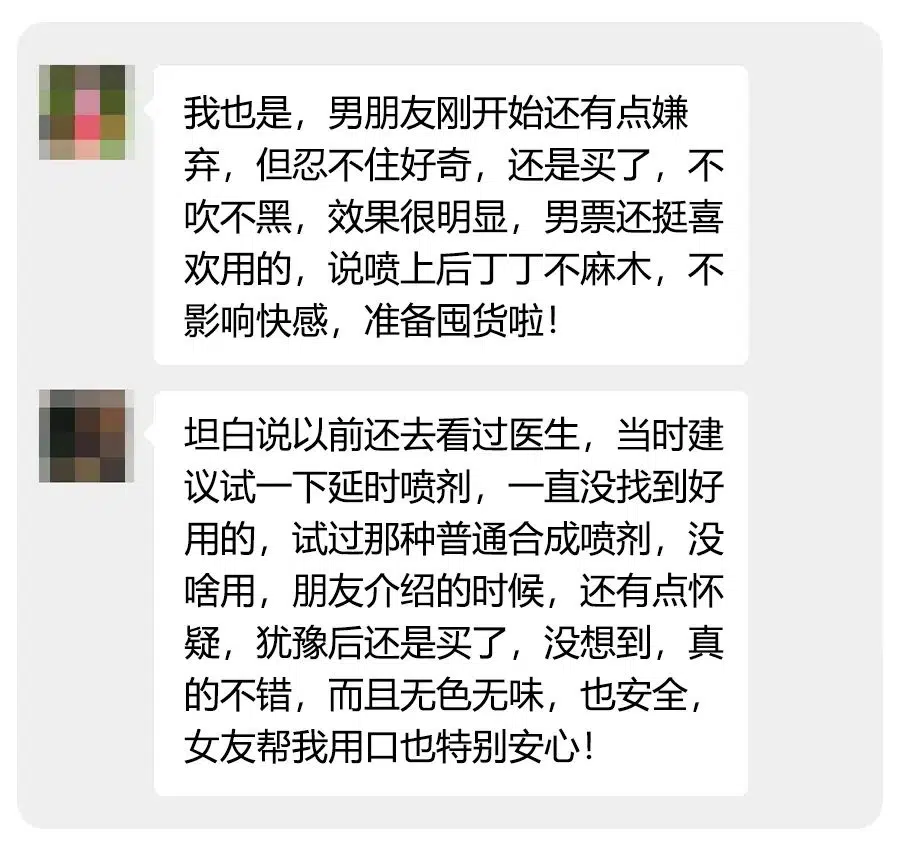 我也是，男朋友刚开始还有点嫌
弃，但忍不住好奇，还是买了，不
吹不黑，效果很明显，男票还挺喜
欢用的，说喷上后丁丁不麻木，不
影响快感，准备囤货啦！
坦白说以前还去看过医生，当时建
议试一下延时喷剂，一直没找到好
用的，试过那种普通合成喷剂，没
啥用，朋友介绍的时候，还有点怀
疑，犹豫后还是买了，没想到，真
的不错，而且无色无味，也安全，
女友帮我用口也特别安心！